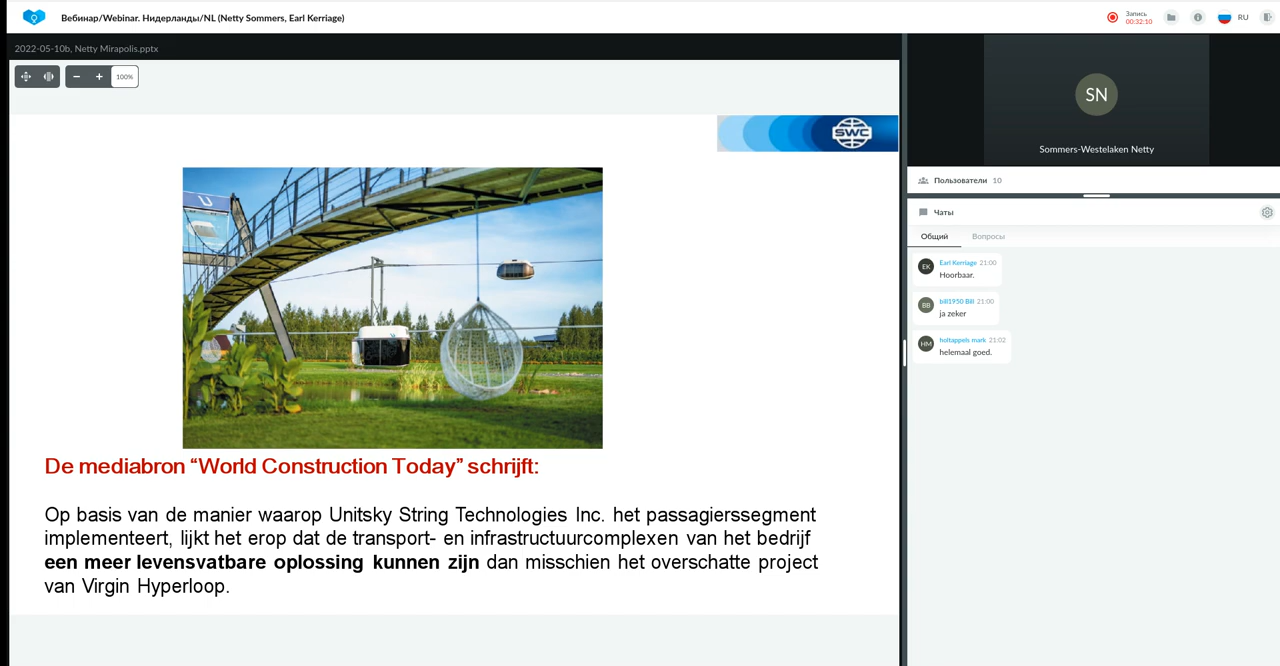 Вебинар/Webinar. Нидерланды/NL (Netty Sommers, Earl Kerriage)
Запись
00:32:10
RU
2022-05-10b, Netty Mirapolis.pptx
100%
SWC
U
SN
Sommers-Westelaken Netty
Пользователи 10
Чаты
Общий Вопросы
EK
Earl Kerriage 21:00
Hoorbaar.
BB
bill1950 Bill 21:00
ja zeker
HM
holtappels mark 21:02
helemaal goed.
De mediabron “World Construction Today” schrijft:
Op basis van de manier waarop Unitsky String Technologies Inc. het passagierssegment
implementeert, lijkt het erop dat de transport- en infrastructuurcomplexen van het bedrijf
een meer levensvatbare oplossing kunnen zijn dan misschien het overschatte project
van Virgin Hyperloop.